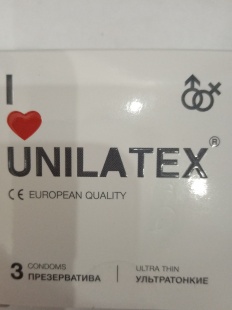 I
UNILATEX®
CE EUROPEAN QUALITY
3 CONDOMS ПРЕЗЕРВАТИВА
ULTRA THIN УЛЬТРАТОНКИЕ